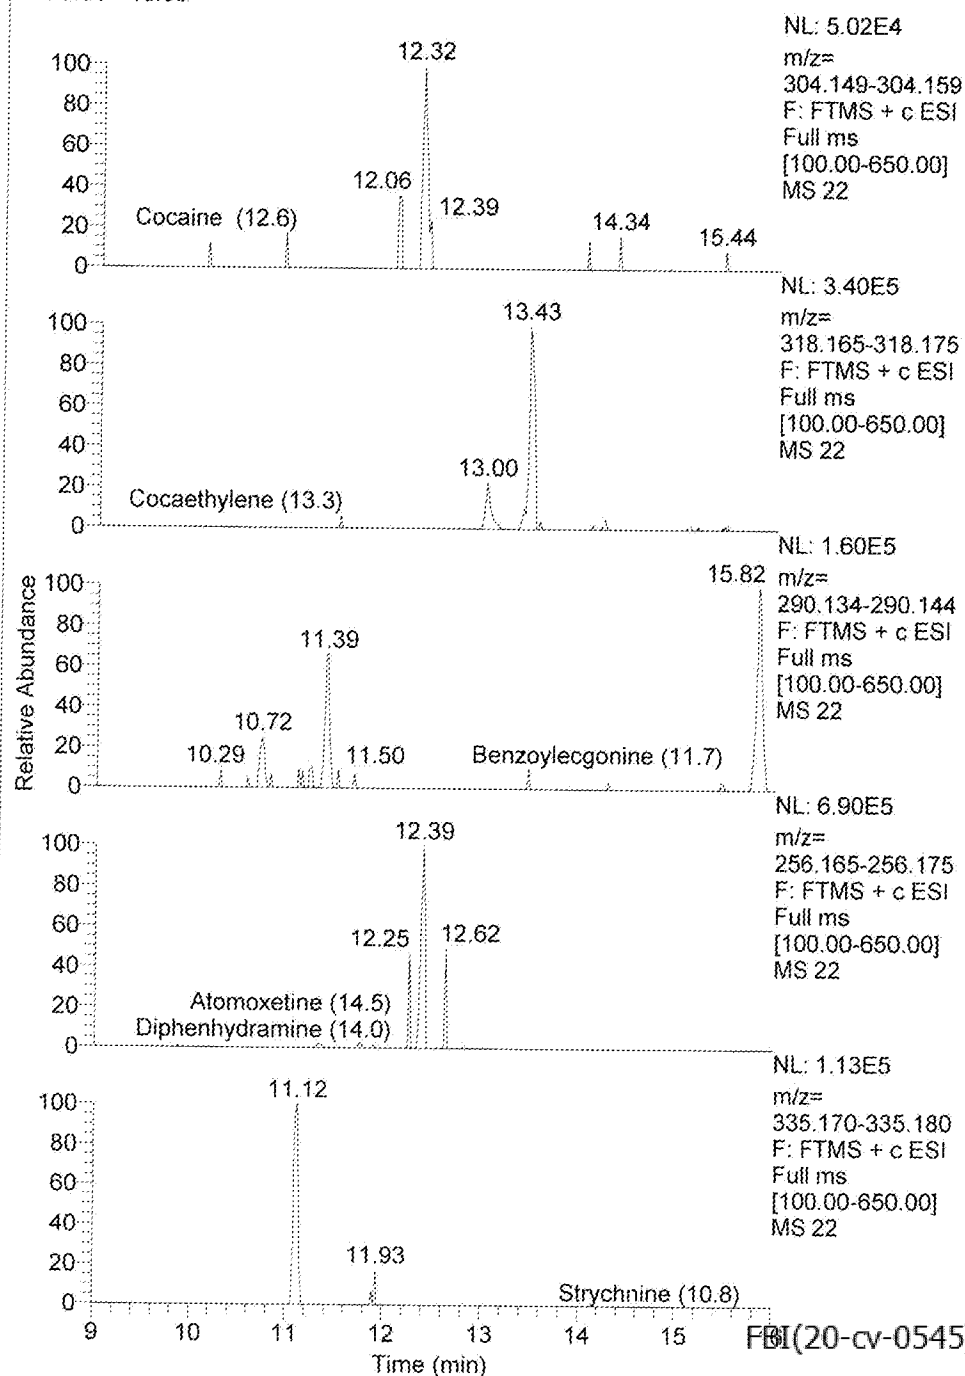 NL: 5.02E4
m/z=
304.149-304.159
F: FTMS + c ESI
Full ms
[100.00-650.00]
MS 22
12.32
12.06
12.39
Cocaine (12.6)
14.34
15.44
100
80
60
40
20
0
NL: 3.40E5
m/z=
318.165-318.175
F: FTMS + c ESI
Full ms
[100.00-650.00]
MS 22
13.43
13.00
Cocaethylene (13.3)
100
80
60
40
20
0
NL: 1.60E5
m/z=
290.134-290.144
F: FTMS + c ESI
Full ms
[100.00-650.00]
MS 22
15.82
11.39
10.72
10.29
11.50
Benzoylecgonine (11.7)
100
80
60
40
20
0
Relative Abundance
NL: 6.90E5
m/z=
256.165-256.175
F: FTMS + c ESI
Full ms
[100.00-650.00]
MS 22
12.39
12.25
12.62
Atomoxetine (14.5)
Diphenhydramine (14.0)
100
80
60
40
20
0
NL: 1.13E5
m/z=
335.170-335.180
F: FTMS + c ESI
Full ms
[100.00-650.00]
MS 22
11.12
11.93
Strychnine (10.8)
100
80
60
40
20
0
9 10 11 12 13 14 15
Time (min)
FBI(20-cv-0545